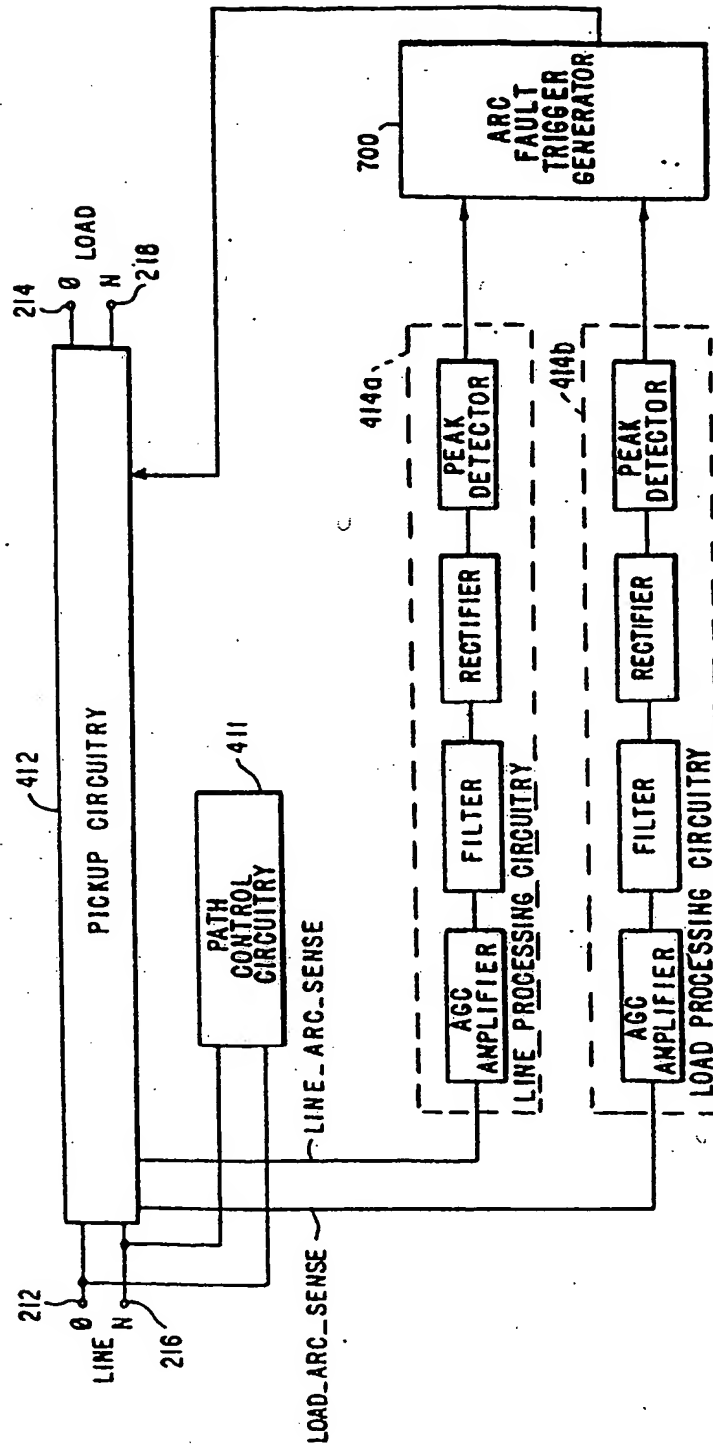 412
PICKUP CIRCUITRY
214
Ø
LOAD
N
218
212
Ø
LINE
N
216
411
PATH
CONTROL
CIRCUITRY
LINE_ARC_SENSE
LOAD_ARC_SENSE
414a
AGC
AMPLIFIER
FILTER
RECTIFIER
PEAK
DETECTOR
LINE PROCESSING CIRCUITRY
414b
AGC
AMPLIFIER
FILTER
RECTIFIER
PEAK
DETECTOR
LOAD PROCESSING CIRCUITRY
700
ARC
FAULT
TRIGGER
GENERATOR